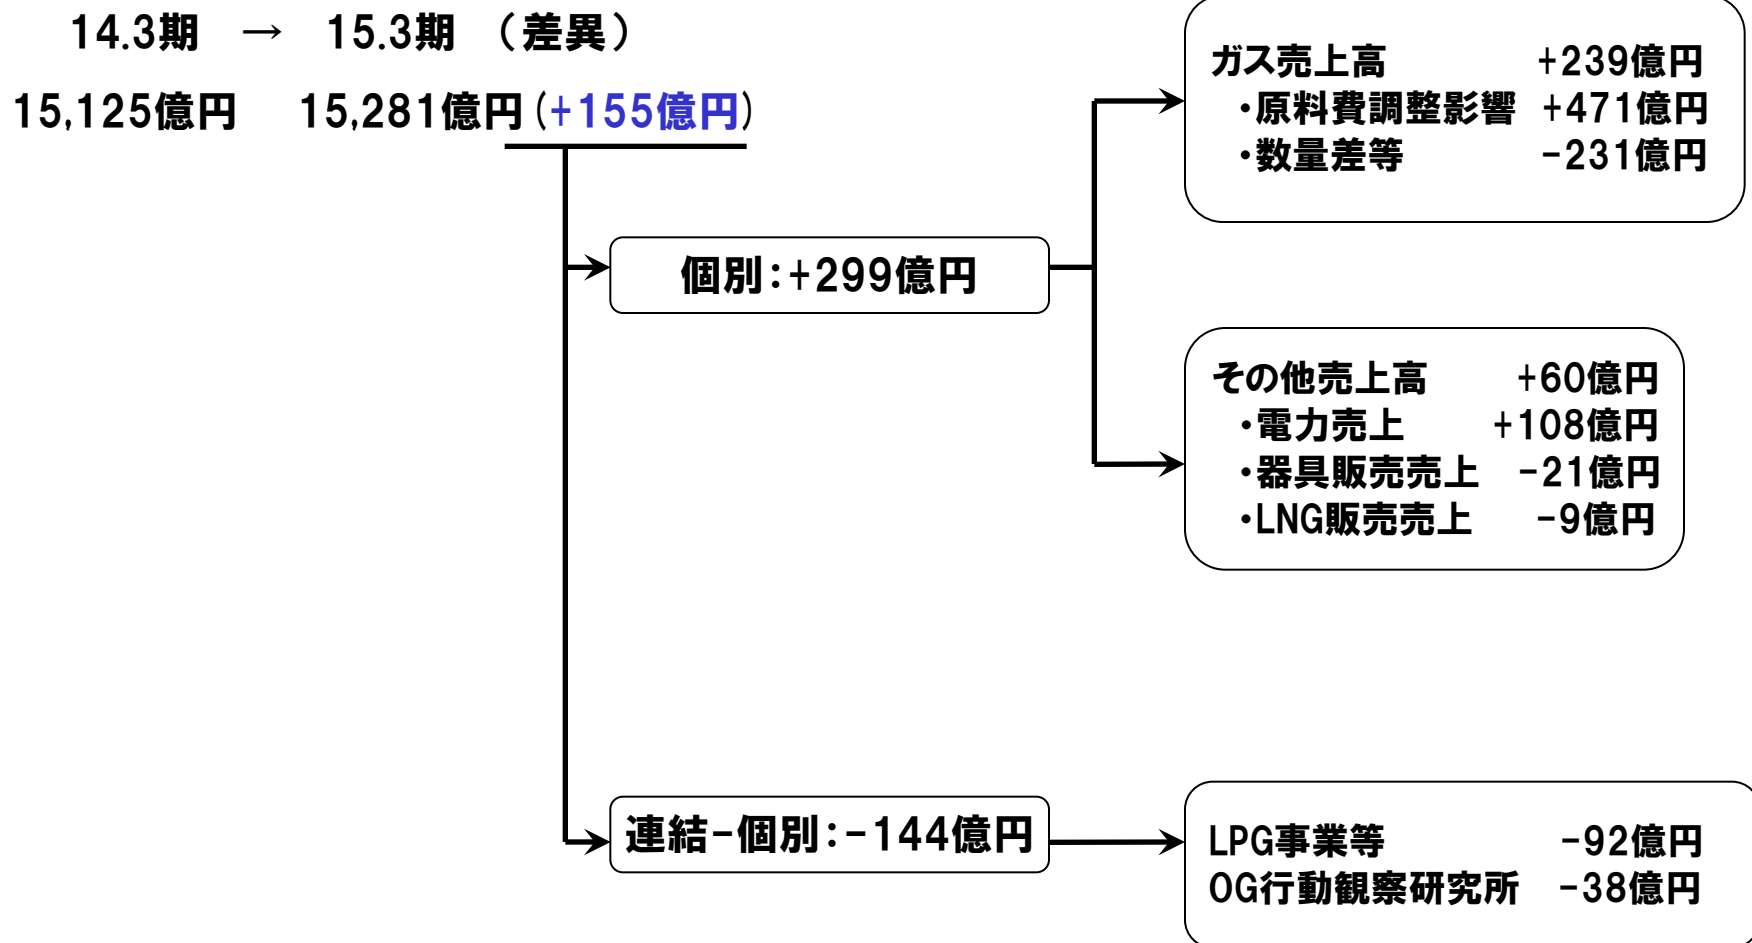 14.3期 → 15.3期 (差異)
15,125億円 15,281億円(+155億円)
ガス売上高 +239億円
・原料費調整影響 +471億円
・数量差等 -231億円
個別:+299億円
その他売上高 +60億円
・電力売上 +108億円
・器具販売売上 -21億円
・LNG販売売上 -9億円
連結-個別:-144億円
LPG事業等 -92億円
OG行動観察研究所 -38億円